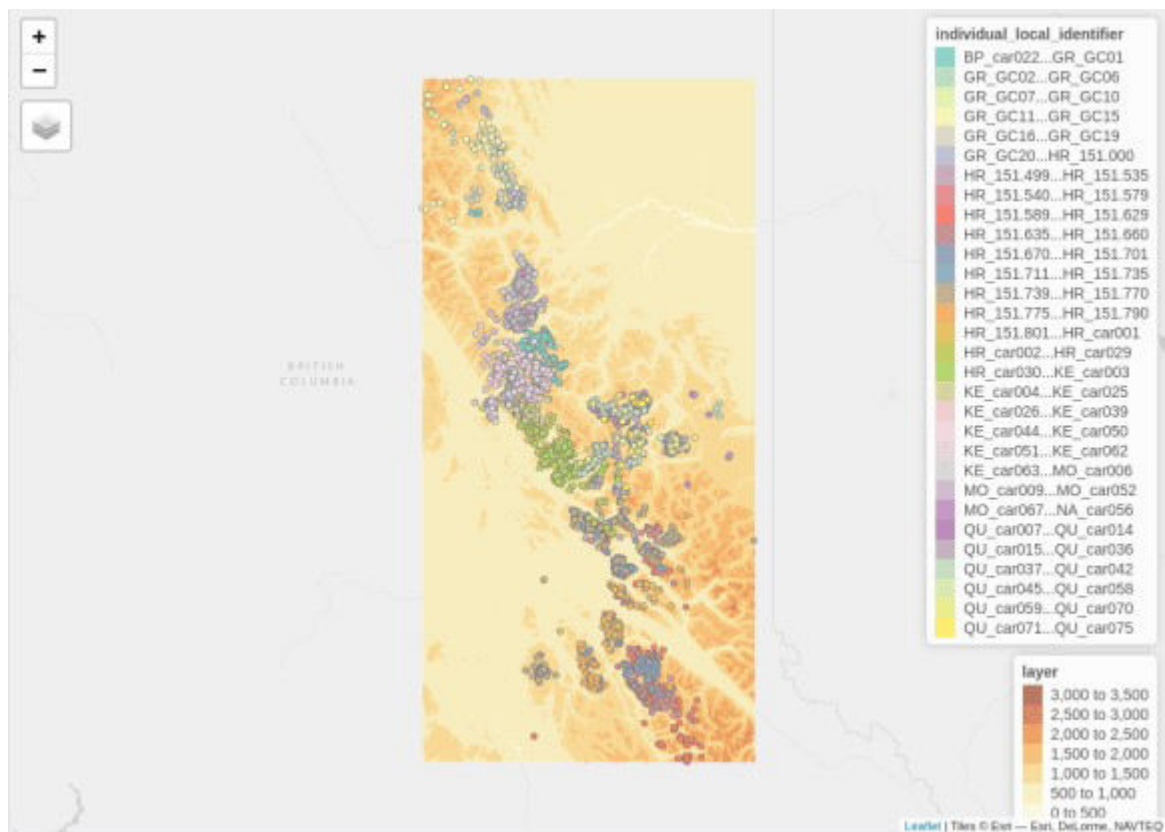 +
−
BRITISH
COLUMBIA
individual_local_identifier
BP_car022...GR_GC01
GR_GC02...GR_GC06
GR_GC07...GR_GC10
GR_GC11...GR_GC15
GR_GC16...GR_GC19
GR_GC20...HR_151.000
HR_151.499...HR_151.535
HR_151.540...HR_151.579
HR_151.589...HR_151.629
HR_151.635...HR_151.660
HR_151.670...HR_151.701
HR_151.711...HR_151.735
HR_151.739...HR_151.770
HR_151.775...HR_151.790
HR_151.801...HR_car001
HR_car002...HR_car029
HR_car030...KE_car003
KE_car004...KE_car025
KE_car026...KE_car039
KE_car044...KE_car050
KE_car051...KE_car062
KE_car063...MO_car006
MO_car009...MO_car052
MO_car067...NA_car056
QU_car007...QU_car014
QU_car015...QU_car036
QU_car037...QU_car042
QU_car045...QU_car058
QU_car059...QU_car070
QU_car071...QU_car075
layer
3,000 to 3,500
2,500 to 3,000
2,000 to 2,500
1,500 to 2,000
1,000 to 1,500
500 to 1,000
0 to 500
Leaflet | Tiles © Esri — Esri, DeLorme, NAVTEQ